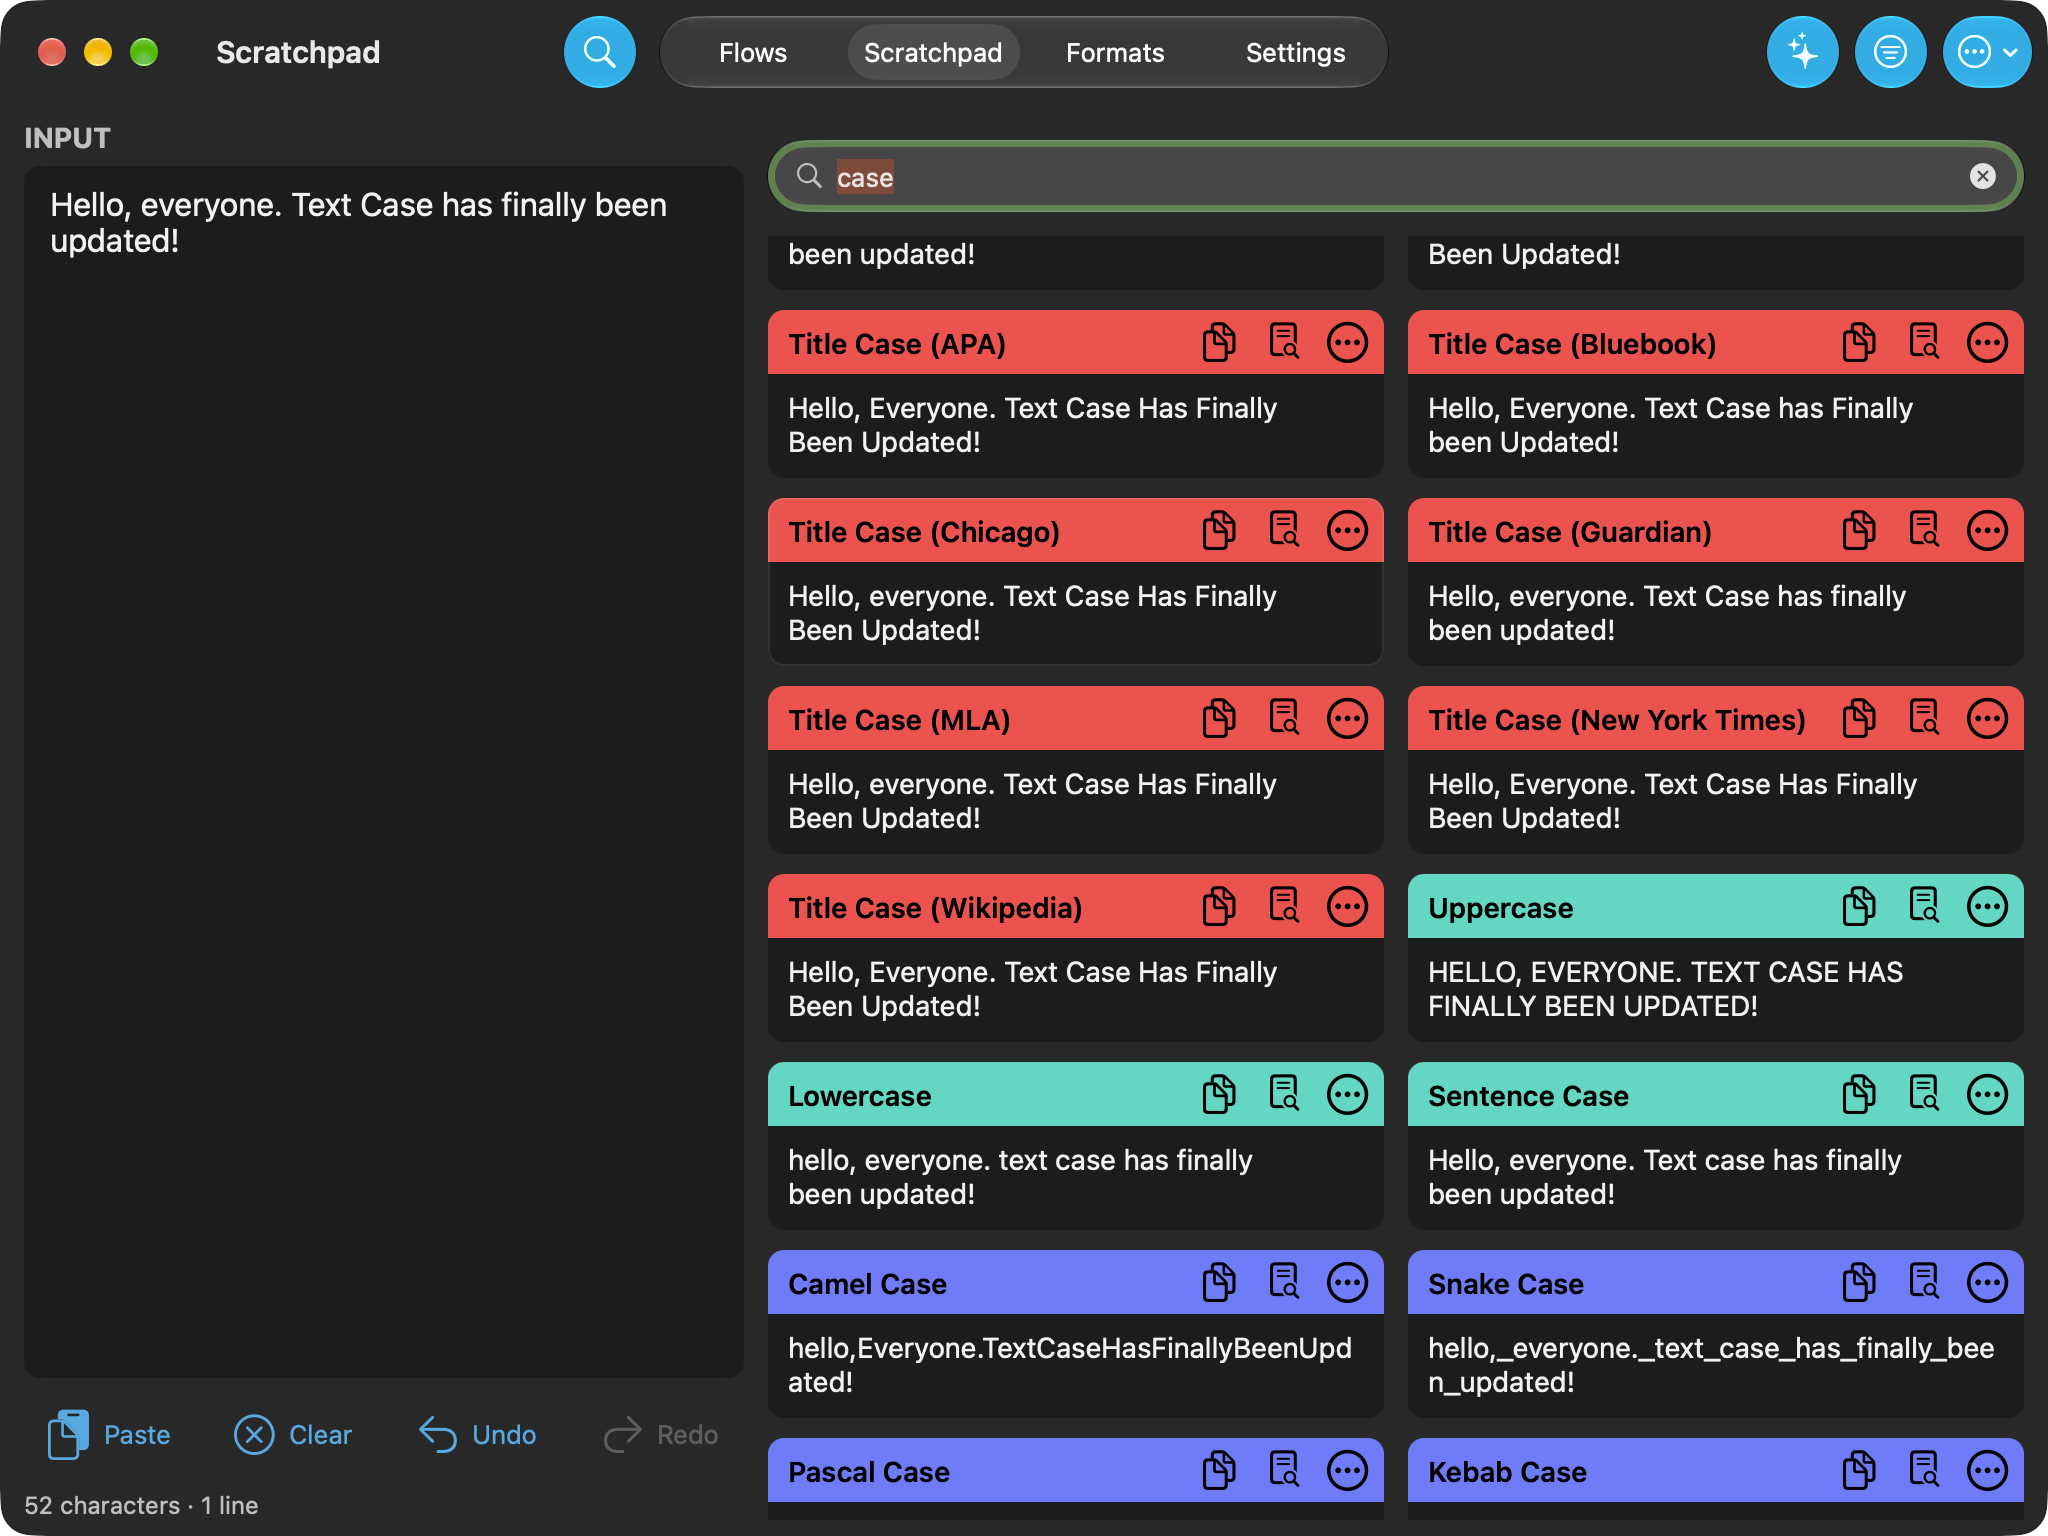 Scratchpad
Flows
Scratchpad
Formats
Settings
INPUT
Hello, everyone. Text Case has finally been
updated!
Paste
Clear
Undo
Redo
52 characters · 1 line
case
been updated!
Been Updated!
Title Case (APA)
Hello, Everyone. Text Case Has Finally
Been Updated!
Title Case (Bluebook)
Hello, Everyone. Text Case has Finally
been Updated!
Title Case (Chicago)
Hello, everyone. Text Case Has Finally
Been Updated!
Title Case (Guardian)
Hello, everyone. Text Case has finally
been updated!
Title Case (MLA)
Hello, everyone. Text Case Has Finally
Been Updated!
Title Case (New York Times)
Hello, Everyone. Text Case Has Finally
Been Updated!
Title Case (Wikipedia)
Hello, Everyone. Text Case Has Finally
Been Updated!
Uppercase
HELLO, EVERYONE. TEXT CASE HAS
FINALLY BEEN UPDATED!
Lowercase
hello, everyone. text case has finally
been updated!
Sentence Case
Hello, everyone. Text case has finally
been updated!
Camel Case
hello,Everyone.TextCaseHasFinallyBeenUpd
ated!
Snake Case
hello,_everyone._text_case_has_finally_bee
n_updated!
Pascal Case
Kebab Case